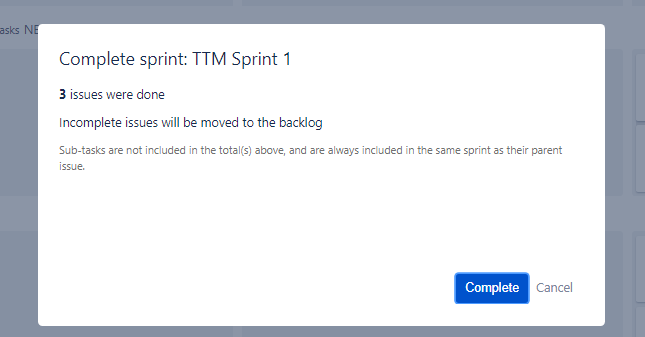 asks NE
Complete sprint: TTM Sprint 1
3 issues were done
Incomplete issues will be moved to the backlog
Sub-tasks are not included in the total(s) above, and are always included in the same sprint as their parent
issue.
Complete Cancel